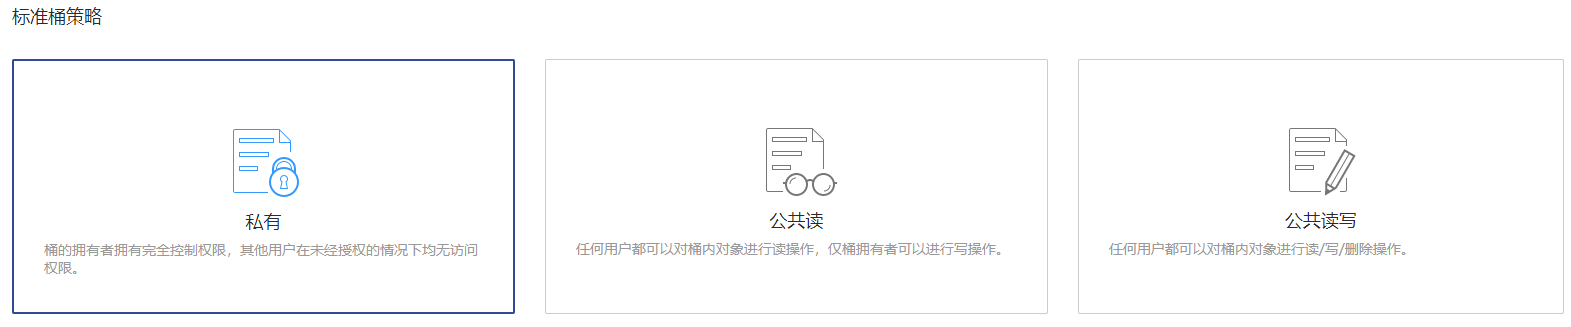 标准桶策略
私有
桶的拥有者拥有完全控制权限，其他用户在未经授权的情况下均无访问
权限。
公共读
任何用户都可以对桶内对象进行读操作，仅桶拥有者可以进行写操作。
公共读写
任何用户都可以对桶内对象进行读/写/删除操作。